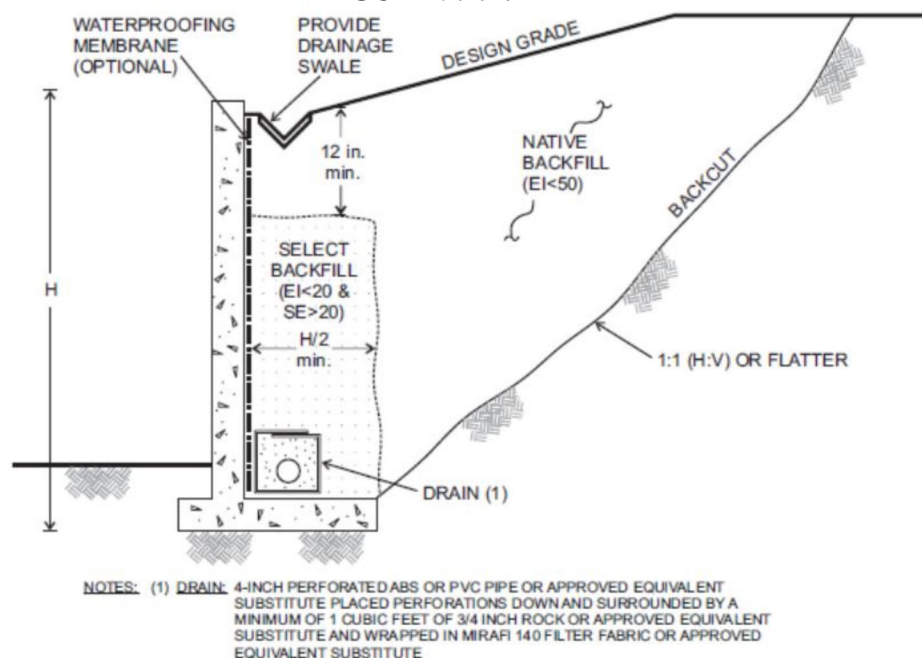 WATERPROOFING
MEMBRANE
(OPTIONAL)
PROVIDE
DRAINAGE
SWALE
DESIGN GRADE
12 in.
min.
NATIVE
BACKFILL
(EI<50)
BACKCUT
H
SELECT
BACKFILL
(EI<20 &
SE>20)
H/2
min.
1:1 (H:V) OR FLATTER
DRAIN (1)
NOTES: (1) DRAIN: 4-INCH PERFORATED ABS OR PVC PIPE OR APPROVED EQUIVALENT
SUBSTITUTE PLACED PERFORATIONS DOWN AND SURROUNDED BY A
MINIMUM OF 1 CUBIC FEET OF 3/4 INCH ROCK OR APPROVED EQUIVALENT
SUBSTITUTE AND WRAPPED IN MIRAFI 140 FILTER FABRIC OR APPROVED
EQUIVALENT SUBSTITUTE